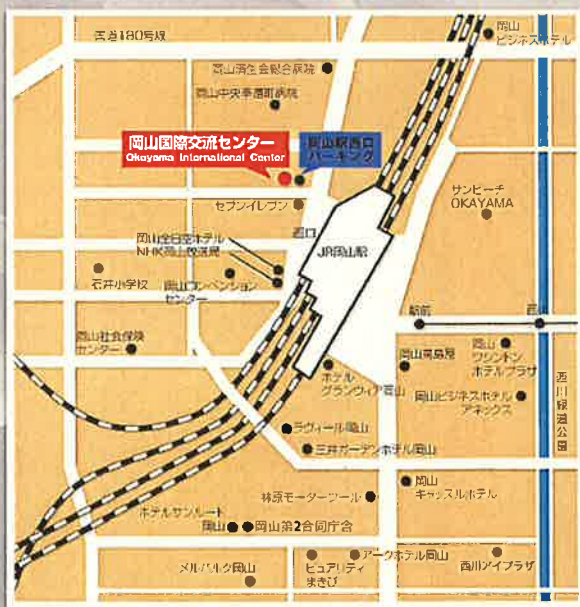 国道180号線
岡山
ビジネスホテル
岡山済生会総合病院
岡山中央奉還町病院
岡山国際交流センター
Okayama International Center
岡山駅西口
パーキング
サンピーチ
OKAYAMA
セブンイレブン
西口
JR岡山駅
岡山全日空ホテル
NHK岡山放送局
石井小学校
岡山コンベンション
センター
駅前
西川
岡山社会保険
センター
岡山高島屋
岡山
ワシントン
ホテルプラザ
ホテル
グランヴィア岡山
岡山ビジネスホテル
アネックス
西川緑道公園
ラヴィール岡山
三井ガーデンホテル岡山
岡山
キャッスルホテル
林原モータープール
ホテルサンルート
岡山
岡山第2合同庁舎
メルパルク岡山
ピュアリティ
まきび
アークホテル岡山
西川アイプラザ